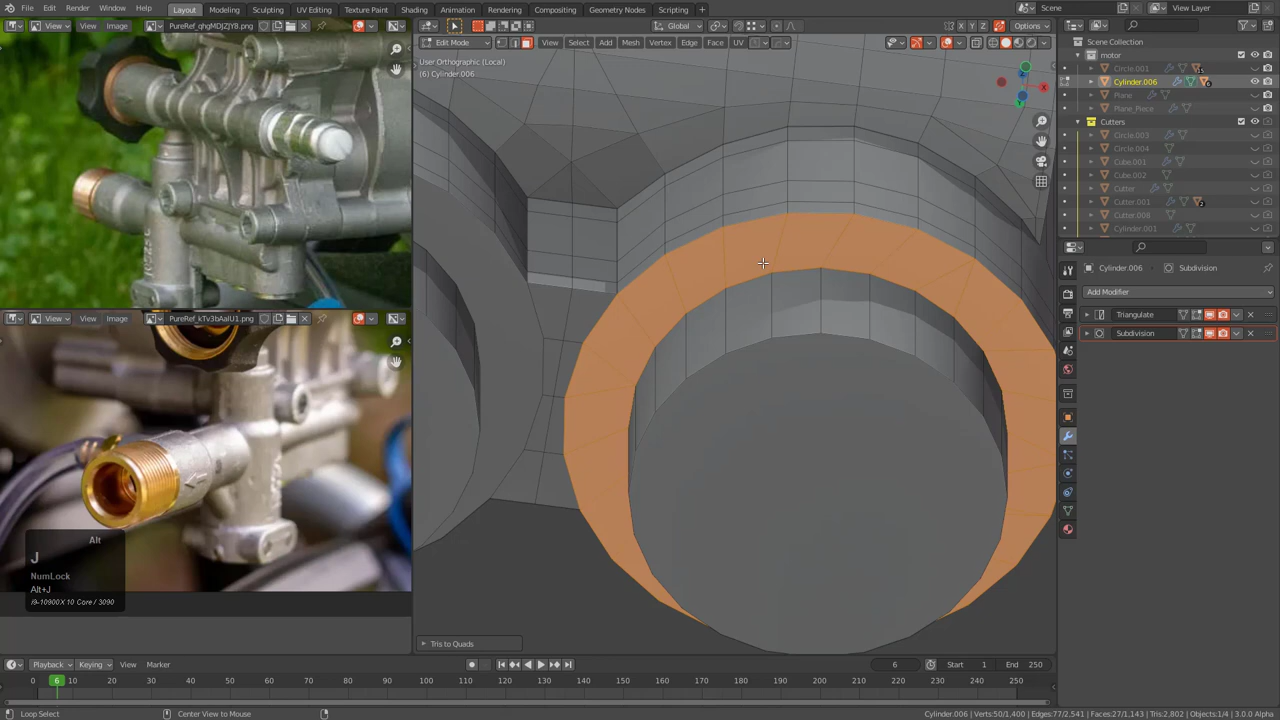 File Edit Render Window Help Layout Modeling Sculpting UV Editing Texture Paint Shading Animation Rendering Compositing Geometry Nodes Scripting + Scene View Layer
View View Image PureRef_qhgMDJZJY8.png Global Options
Edit Mode View Select Add Mesh Vertex Edge Face UV
User Orthographic (Local)
(6) Cylinder.006
X Y Z
Scene Collection
motor
Circle.001
Cylinder.006
Plane
Plane_Piece
Cutters
Circle.003
Circle.004
Cube.001
Cube.002
Cutter
Cutter.001
Cutter.008
Cylinder.001
Cylinder.006 Subdivision
Add Modifier
Triangulate
Subdivision
View View Image PureRef_kTv3bAalU1.png
Alt
J
NumLock
Alt+J
i9-10900X 10 Core / 3090
Tris to Quads
Playback Keying View Marker 6 Start 1 End 250
0 6 10 20 30 40 50 60 70 80 90 100 110 120 130 140 150 160 170 180 190 200 210 220 230 240 250
Loop Select Center View to Mouse Cylinder.006 | Verts:50/1,400 | Edges:77/2,541 | Faces:27/1,143 | Tris:2,802 | Objects:1/4 | 3.0.0 Alpha